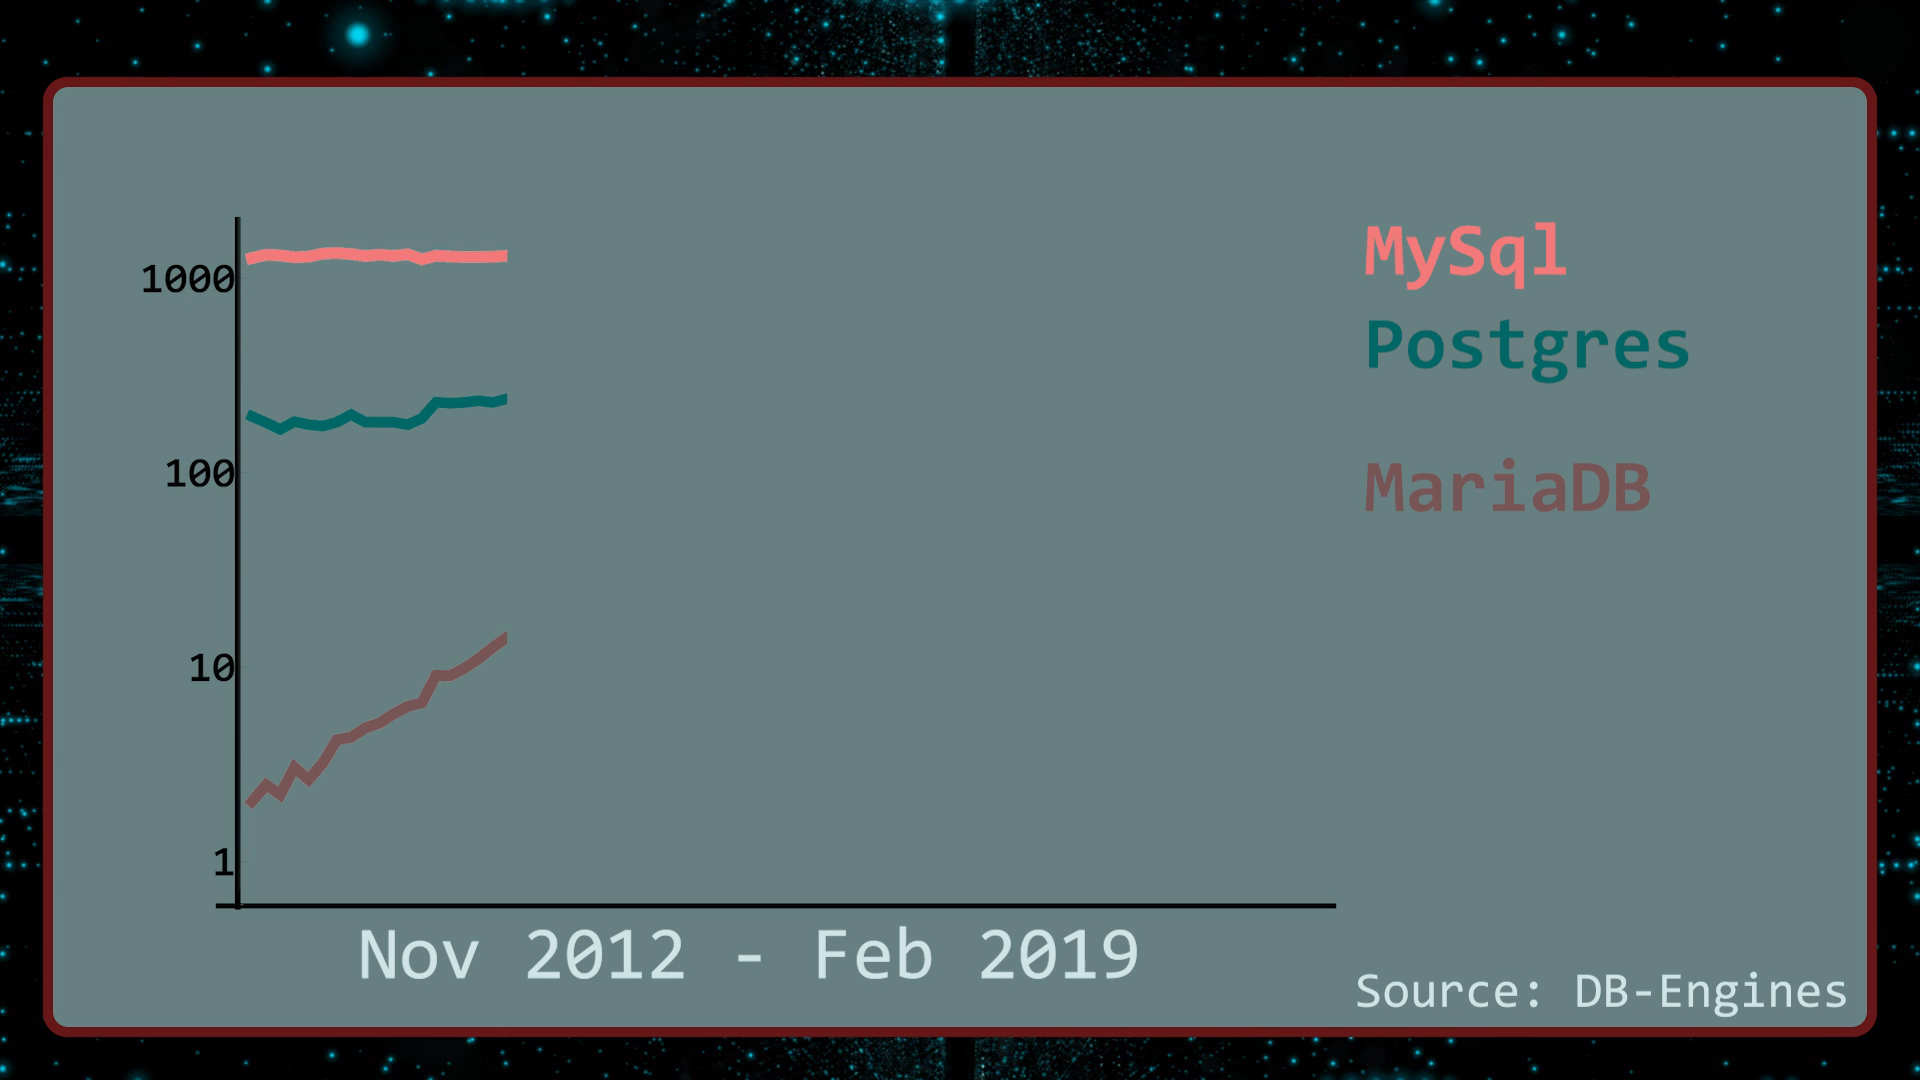 1000
100
10
1
MySql
Postgres
MariaDB
Nov 2012 - Feb 2019
Source: DB-Engines